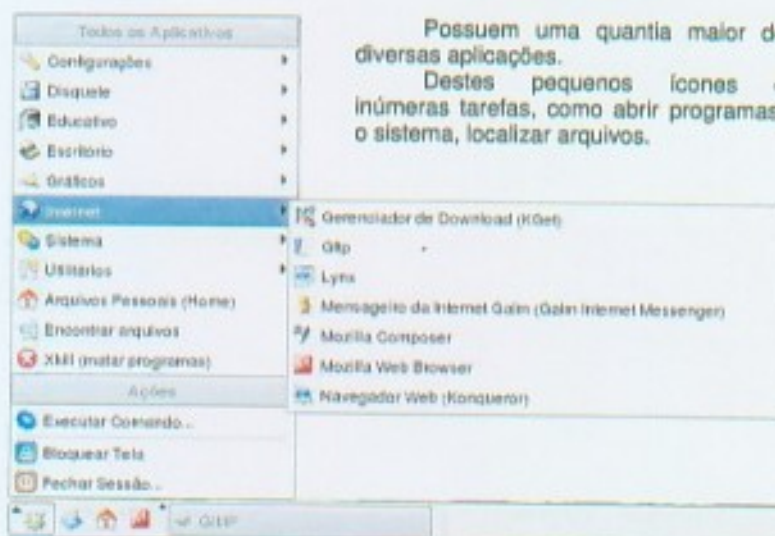 Todos os Aplicativos
Configurações
Disquete
Educativo
Escritório
Gráficos
Internet
Sistema
Utilitários
Arquivos Pessoais (Home)
Encontrar arquivos
XKill (matar programas)
Ações
Executar Comando...
Bloquear Tela
Fechar Sessão...
Gerenciador de Download (KGet)
Gftp
Lynx
Mensageiro da Internet Gaim (Gaim Internet Messenger)
Mozilla Composer
Mozilla Web Browser
Navegador Web (Konqueror)
Possuem uma quantia maior
diversas aplicações.
Destes pequenos ícones
inúmeras tarefas, como abrir programas
o sistema, localizar arquivos.